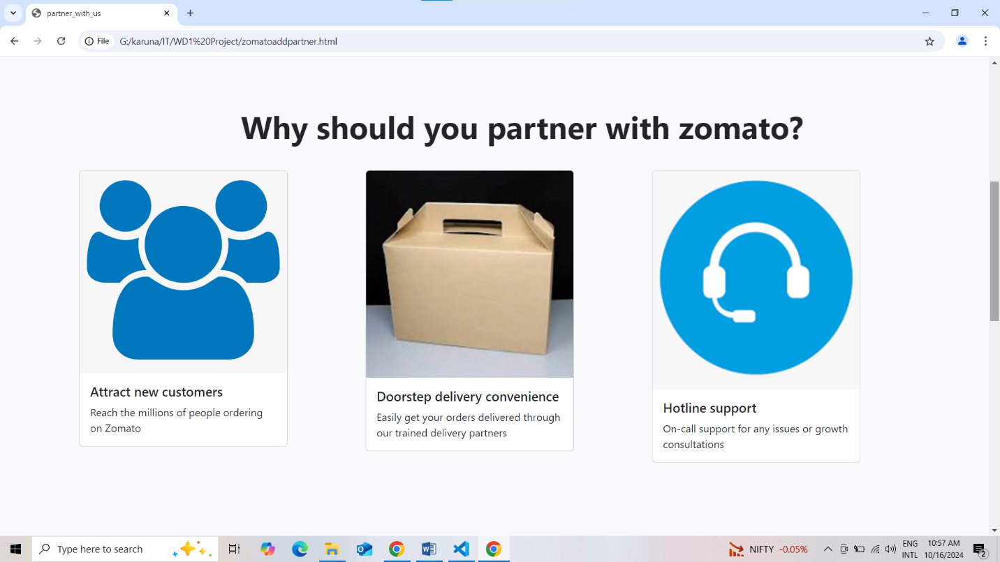 partner_with_us
File
G:/karuna/IT/WD1%20Project/zomatoaddpartner.html
Why should you partner with zomato?
Attract new customers
Reach the millions of people ordering
on Zomato
Doorstep delivery convenience
Easily get your orders delivered through
our trained delivery partners
Hotline support
On-call support for any issues or growth
consultations
Type here to search
NIFTY -0.05%
ENG
INTL
10:57 AM
10/16/2024
2